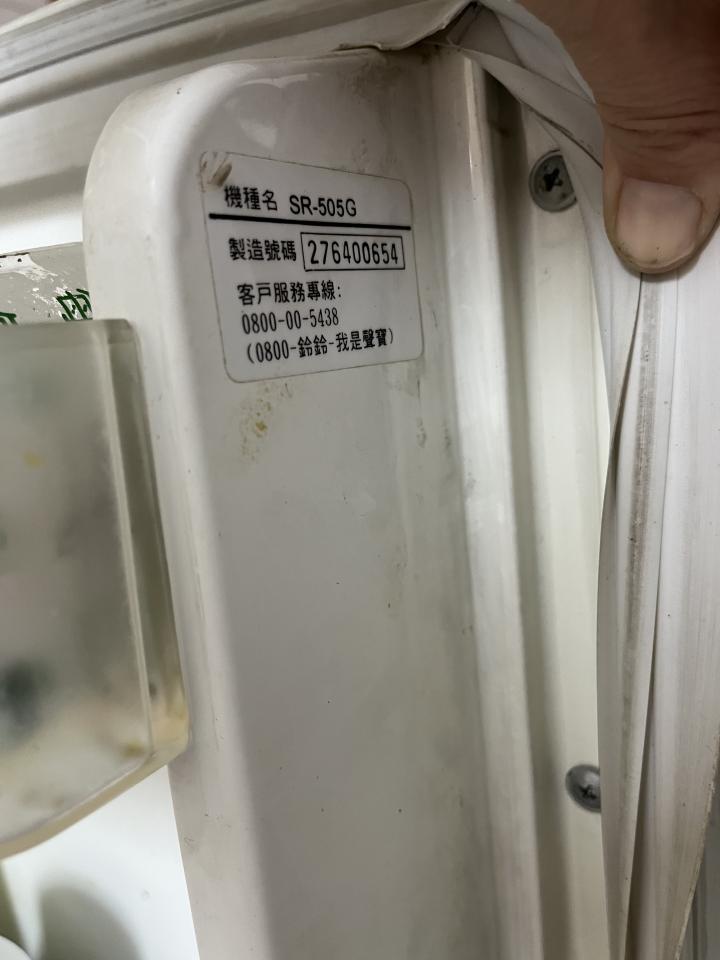 機種名 SR-505G
製造號碼 276400654
客戶服務專線:
0800-00-5438
(0800-鈴鈴-我是聲寶)